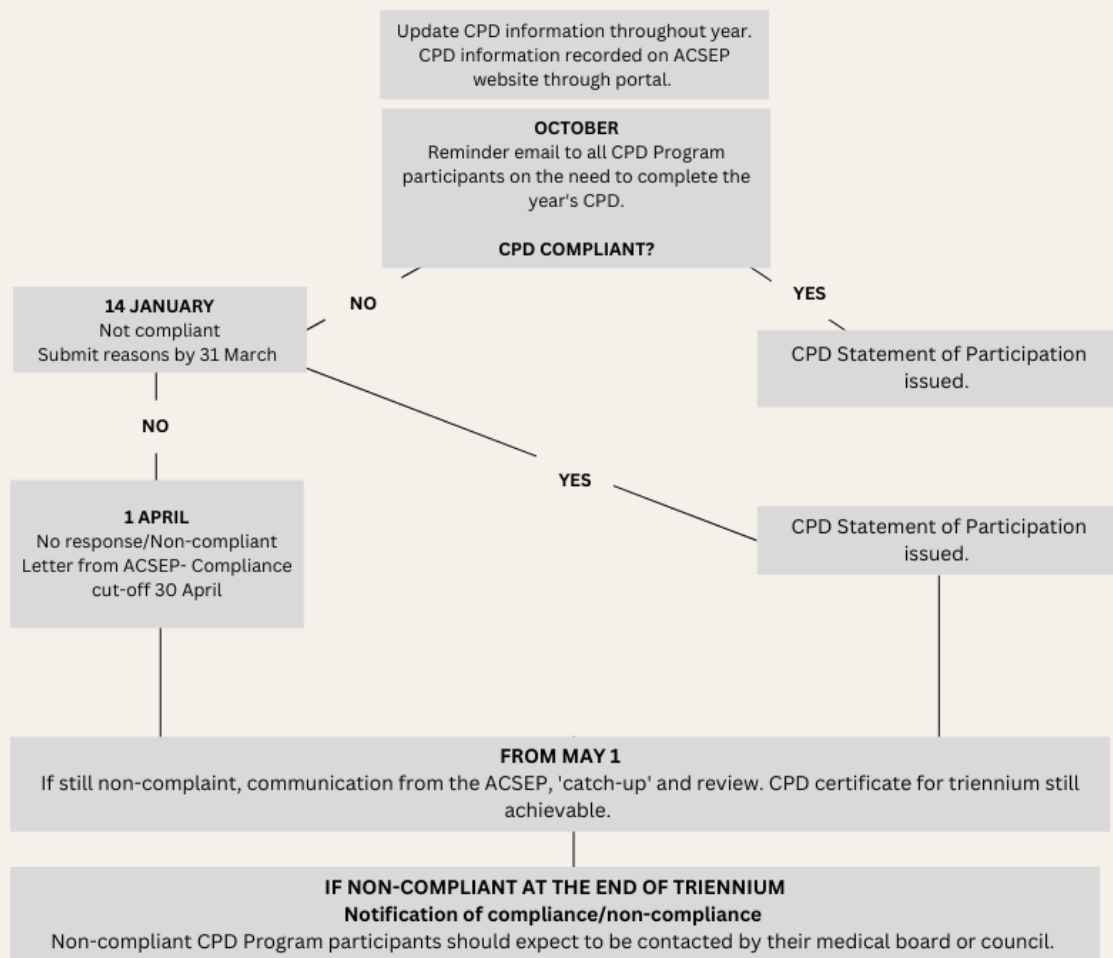 Update CPD information throughout year.
CPD information recorded on ACSEP
website through portal.
OCTOBER
Reminder email to all CPD Program
participants on the need to complete the
year's CPD.
CPD COMPLIANT?
NO
YES
14 JANUARY
Not compliant
Submit reasons by 31 March
CPD Statement of Participation
issued.
NO
YES
1 APRIL
No response/Non-compliant
Letter from ACSEP- Compliance
cut-off 30 April
CPD Statement of Participation
issued.
FROM MAY 1
If still non-complaint, communication from the ACSEP, 'catch-up' and review. CPD certificate for triennium still
achievable.
IF NON-COMPLIANT AT THE END OF TRIENNIUM
Notification of compliance/non-compliance
Non-compliant CPD Program participants should expect to be contacted by their medical board or council.